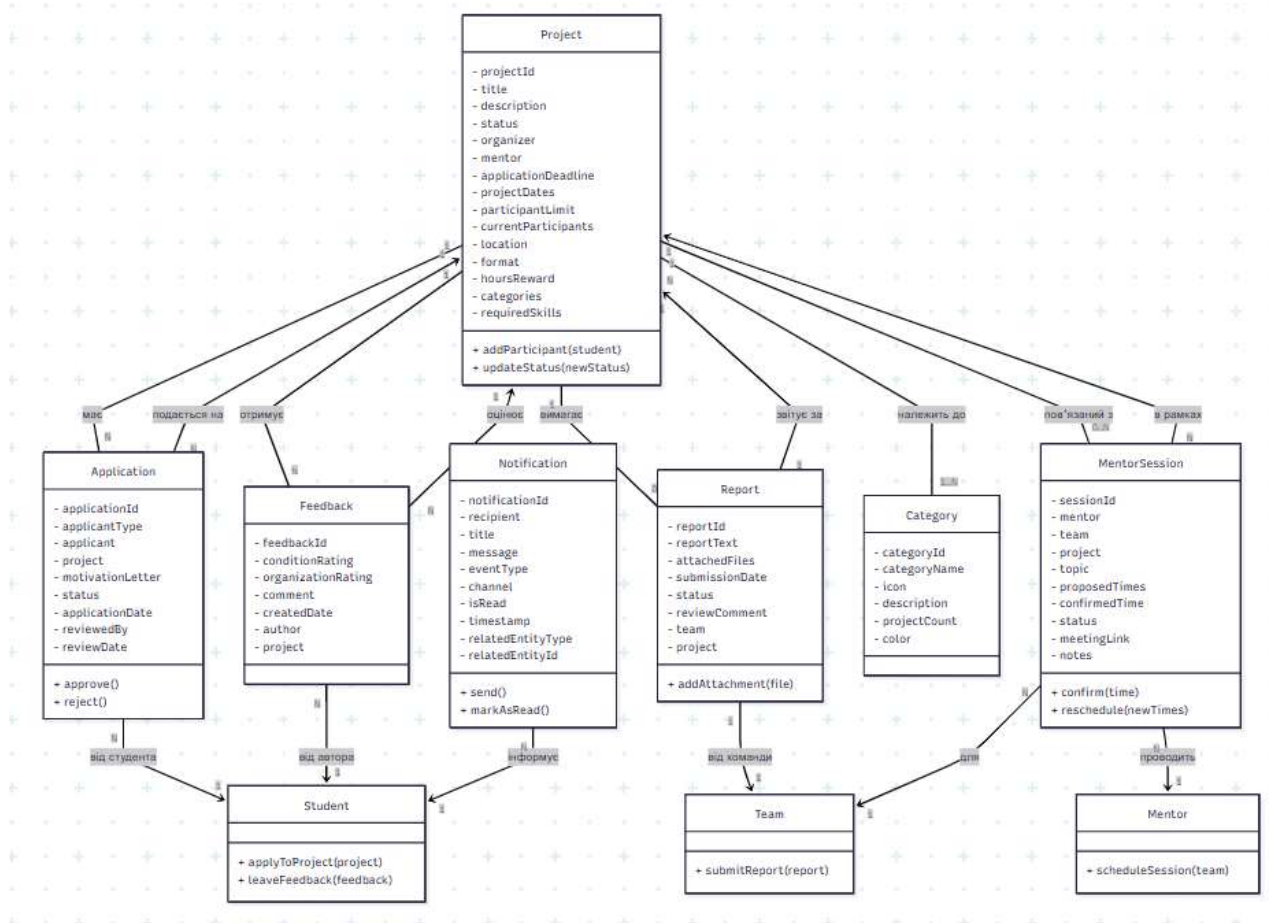 Project
- projectId
- title
- description
- status
- organizer
- mentor
- applicationDeadline
- projectDates
- participantLimit
- currentParticipants
- location
- format
- hoursReward
- categories
- requiredSkills
+ addParticipant(student)
+ updateStatus(newStatus)
має
подається на
отримує
оцінює
вимагає
звітує за
належить до
пов'язаний з
в рамках
Application
- applicationId
- applicantType
- applicant
- project
- motivationLetter
- status
- applicationDate
- reviewedBy
- reviewDate
+ approve()
+ reject()
Feedback
- feedbackId
- conditionRating
- organizationRating
- comment
- createdDate
- author
- project
Notification
- notificationId
- recipient
- title
- message
- eventType
- channel
- isRead
- timestamp
- relatedEntityType
- relatedEntityId
+ send()
+ markAsRead()
Report
- reportId
- reportText
- attachedFiles
- submissionDate
- status
- reviewComment
- team
- project
+ addAttachment(file)
Category
- categoryId
- categoryName
- icon
- description
- projectCount
- color
MentorSession
- sessionId
- mentor
- team
- project
- topic
- proposedTimes
- confirmedTime
- status
- meetingLink
- notes
+ confirm(time)
+ reschedule(newTimes)
від студента
від автора
інформує
від команди
для
проводить
Student
+ applyToProject(project)
+ leaveFeedback(feedback)
Team
+ submitReport(report)
Mentor
+ scheduleSession(team)